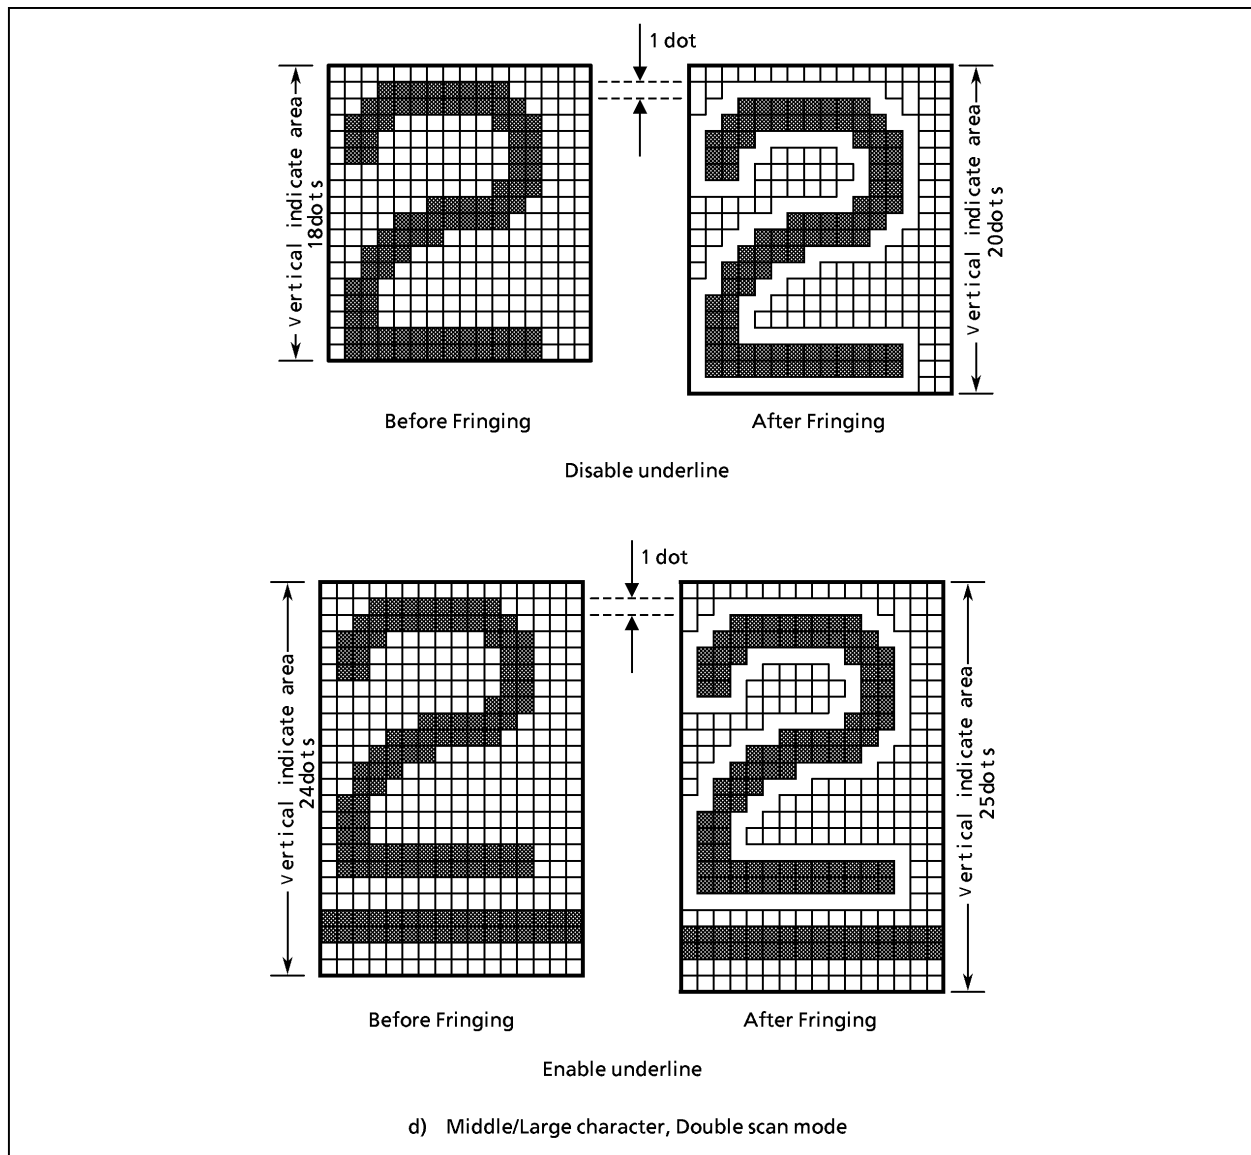 1 dot
Vertical indicate area
18dots
Vertical indicate area
20dots
Before Fringing
After Fringing
Disable underline
1 dot
Vertical indicate area
24dots
Vertical indicate area
25dots
Before Fringing
After Fringing
Enable underline
d) Middle/Large character, Double scan mode